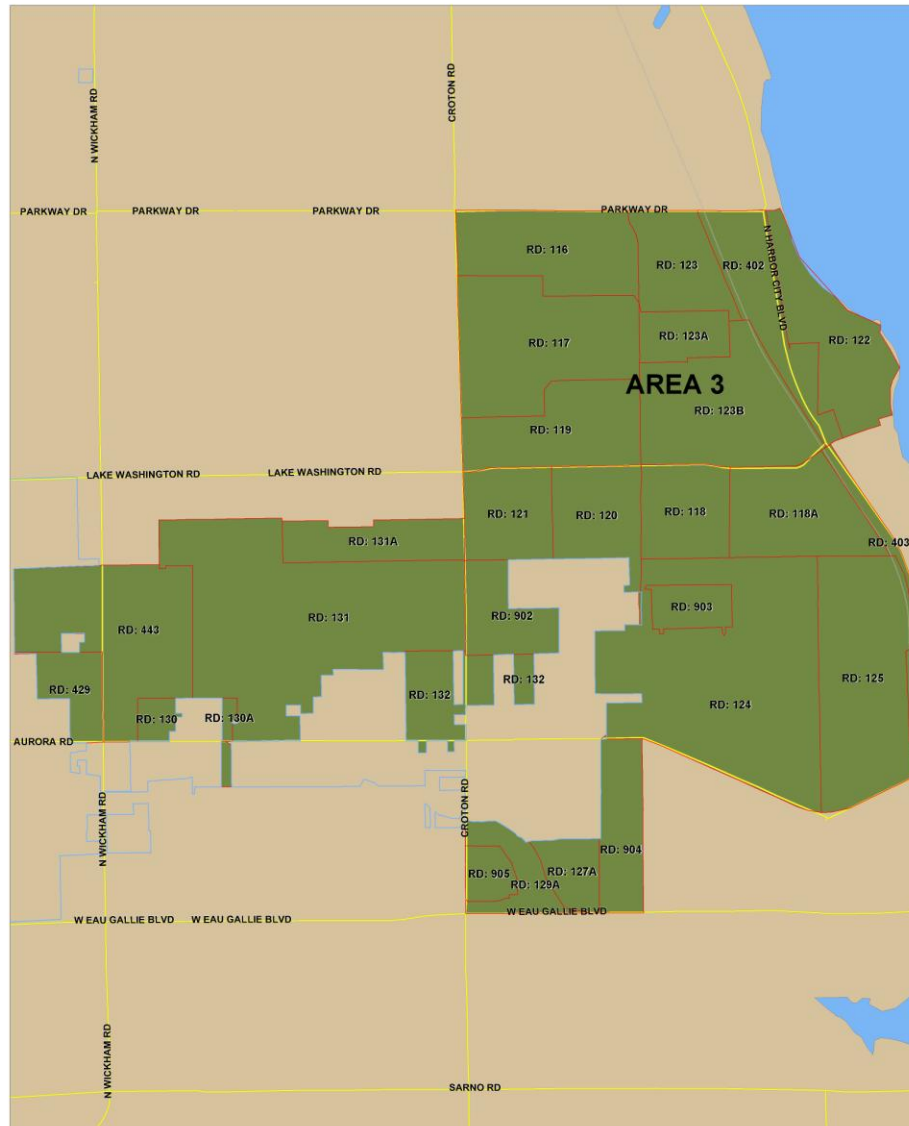 N WICKHAM RD
CROTON RD
PARKWAY DR
PARKWAY DR
PARKWAY DR
PARKWAY DR
N HARBOR CITY BLVD
RD: 116
RD: 123
RD: 402
RD: 117
RD: 123A
RD: 122
AREA 3
RD: 123B
RD: 119
LAKE WASHINGTON RD
LAKE WASHINGTON RD
RD: 121
RD: 120
RD: 118
RD: 118A
RD: 131A
RD: 403
RD: 443
RD: 131
RD: 902
RD: 903
RD: 429
RD: 132
RD: 132
RD: 130
RD: 130A
RD: 124
RD: 125
AURORA RD
N WICKHAM RD
CROTON RD
RD: 904
RD: 905
RD: 127A
RD: 129A
W EAU GALLIE BLVD
W EAU GALLIE BLVD
W EAU GALLIE BLVD
N WICKHAM RD
SARNO RD